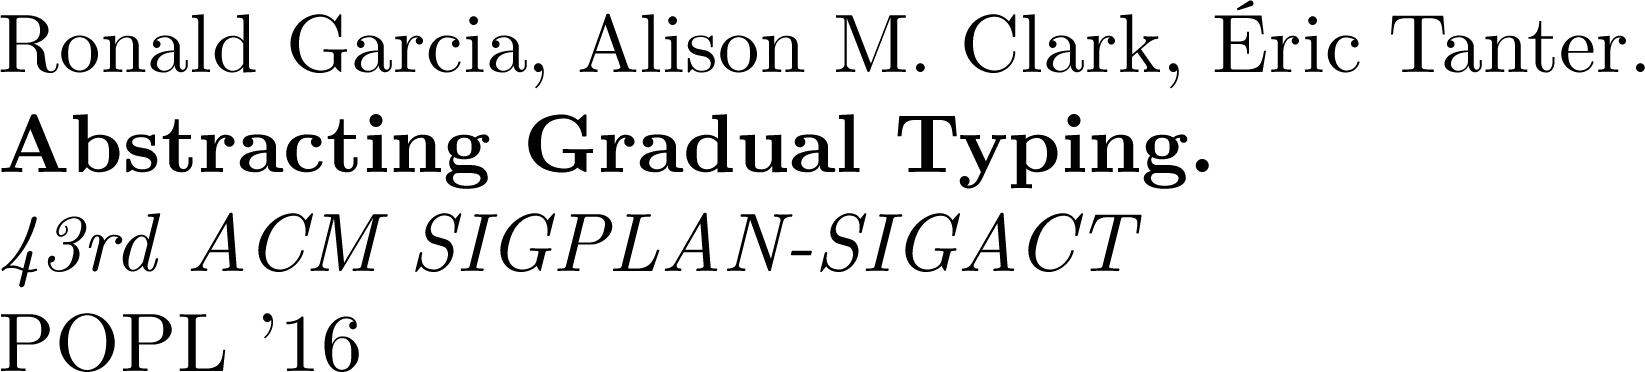 Ronald Garcia, Alison M. Clark, Éric Tanter.
Abstracting Gradual Typing.
43rd ACM SIGPLAN-SIGACT
POPL ’16